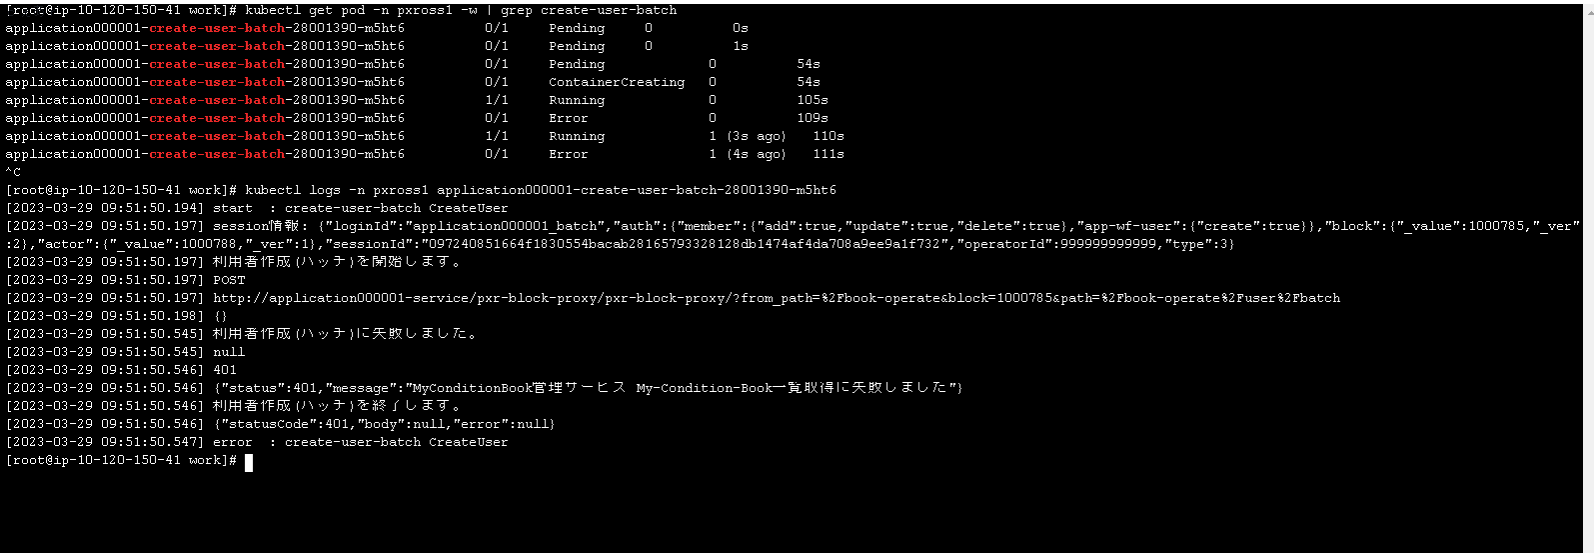 [root@ip-10-120-150-41 work]# kubectl get pod -n pxross1 -w | grep create-user-batch
application000001-create-user-batch-28001390-m5ht6 0/1 Pending 0 0s
application000001-create-user-batch-28001390-m5ht6 0/1 Pending 0 1s
application000001-create-user-batch-28001390-m5ht6 0/1 Pending 0 54s
application000001-create-user-batch-28001390-m5ht6 0/1 ContainerCreating 0 54s
application000001-create-user-batch-28001390-m5ht6 1/1 Running 0 105s
application000001-create-user-batch-28001390-m5ht6 0/1 Error 0 109s
application000001-create-user-batch-28001390-m5ht6 1/1 Running 1 (3s ago) 110s
application000001-create-user-batch-28001390-m5ht6 0/1 Error 1 (4s ago) 111s
^C
[root@ip-10-120-150-41 work]# kubectl logs -n pxross1 application000001-create-user-batch-28001390-m5ht6
[2023-03-29 09:51:50.194] start : create-user-batch CreateUser
[2023-03-29 09:51:50.197] session情報: {"loginId":"application000001_batch","auth":{"member":{"add":true,"update":true,"delete":true},"app-wf-user":{"create":true}},"block":{"_value":1000785,"_ver"
:2},"actor":{"_value":1000788,"_ver":1},"sessionId":"097240851664f1830554bacab28165793328128db1474af4da708a9ee9a1f732","operatorId":999999999999,"type":3}
[2023-03-29 09:51:50.197] 利用者作成(バッチ)を開始します。
[2023-03-29 09:51:50.197] POST
[2023-03-29 09:51:50.197] http://application000001-service/pxr-block-proxy/pxr-block-proxy/?from_path=%2Fbook-operate&block=1000785&path=%2Fbook-operate%2Fuser%2Fbatch
[2023-03-29 09:51:50.198] {}
[2023-03-29 09:51:50.545] 利用者作成(バッチ)に失敗しました。
[2023-03-29 09:51:50.545] null
[2023-03-29 09:51:50.546] 401
[2023-03-29 09:51:50.546] {"status":401,"message":"MyConditionBook管理サービス My-Condition-Book一覧取得に失敗しました"}
[2023-03-29 09:51:50.546] 利用者作成(バッチ)を終了します。
[2023-03-29 09:51:50.546] {"statusCode":401,"body":null,"error":null}
[2023-03-29 09:51:50.547] error : create-user-batch CreateUser
[root@ip-10-120-150-41 work]#